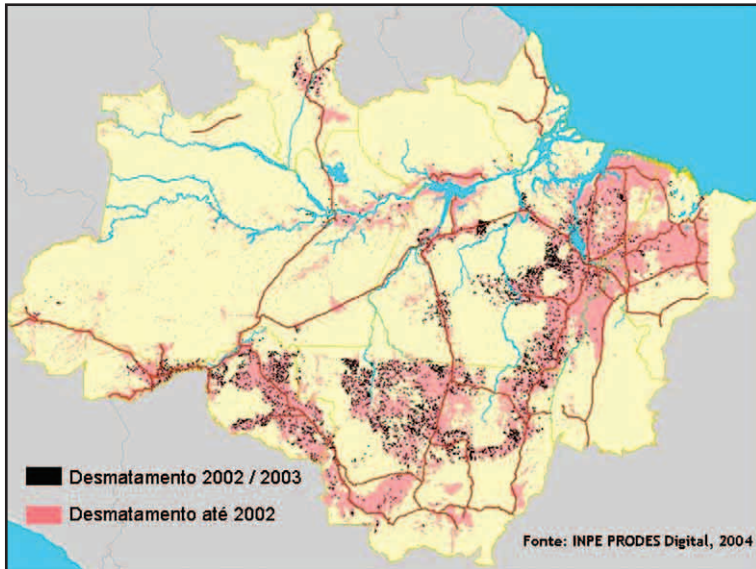 Desmatamento 2002 / 2003
Desmatamento até 2002
Fonte: INPE PRODES Digital, 2004